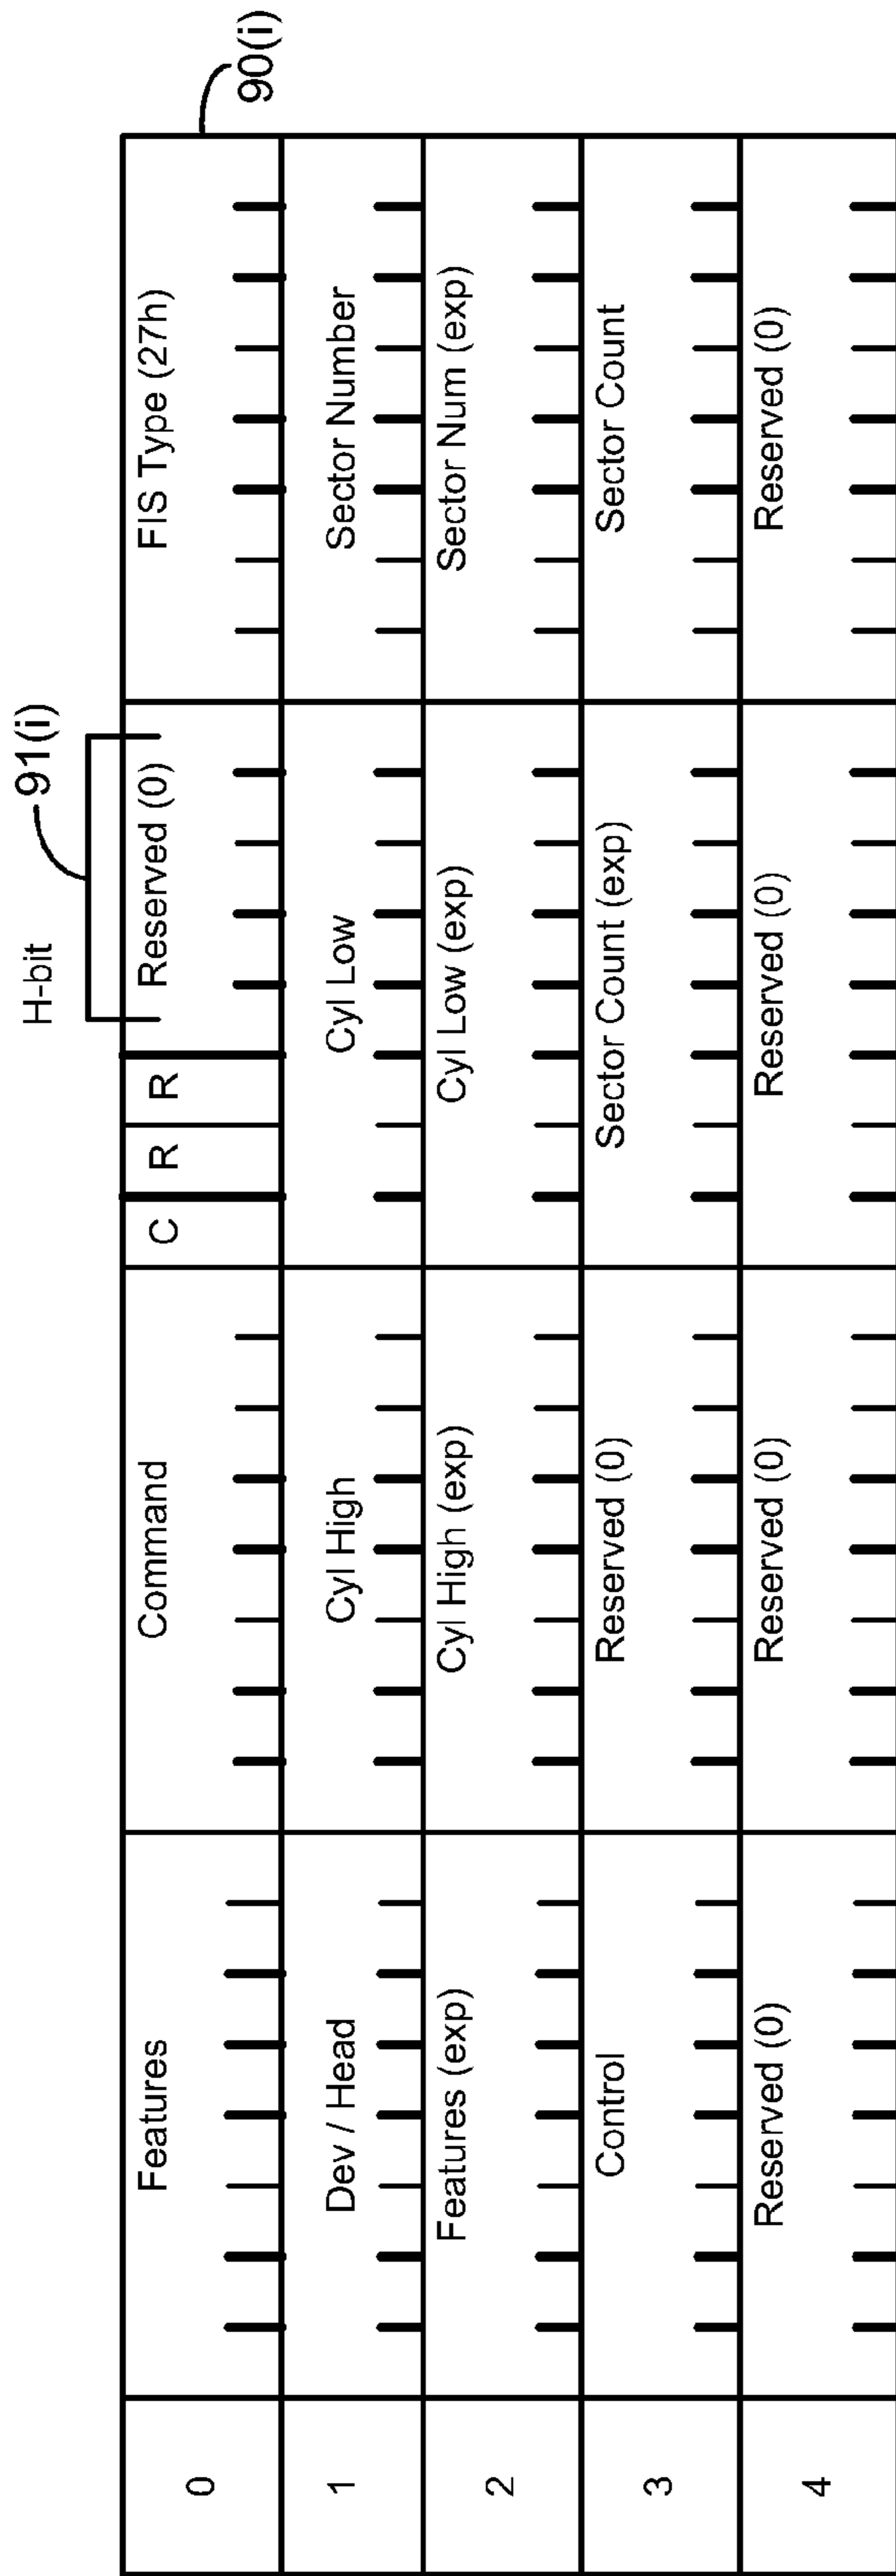 H-bit
91(i)
90(i)
0
Features
Command
C
R
R
Reserved (0)
FIS Type (27h)
1
Dev / Head
Cyl High
Cyl Low
Sector Number
2
Features (exp)
Cyl High (exp)
Cyl Low (exp)
Sector Num (exp)
3
Control
Reserved (0)
Sector Count (exp)
Sector Count
4
Reserved (0)
Reserved (0)
Reserved (0)
Reserved (0)